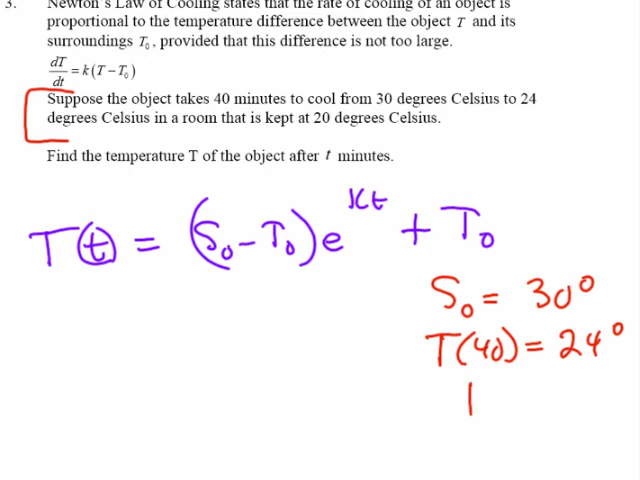 3. Newton's Law of Cooling states that the rate of cooling of an object is
proportional to the temperature difference between the object T and its
surroundings T₀, provided that this difference is not too large.
dT/dt = k(T − T₀)
Suppose the object takes 40 minutes to cool from 30 degrees Celsius to 24
degrees Celsius in a room that is kept at 20 degrees Celsius.
Find the temperature T of the object after t minutes.
T(t) = (S₀ − T₀)e^{kt} + T₀
S₀ = 30°
T(40) = 24°